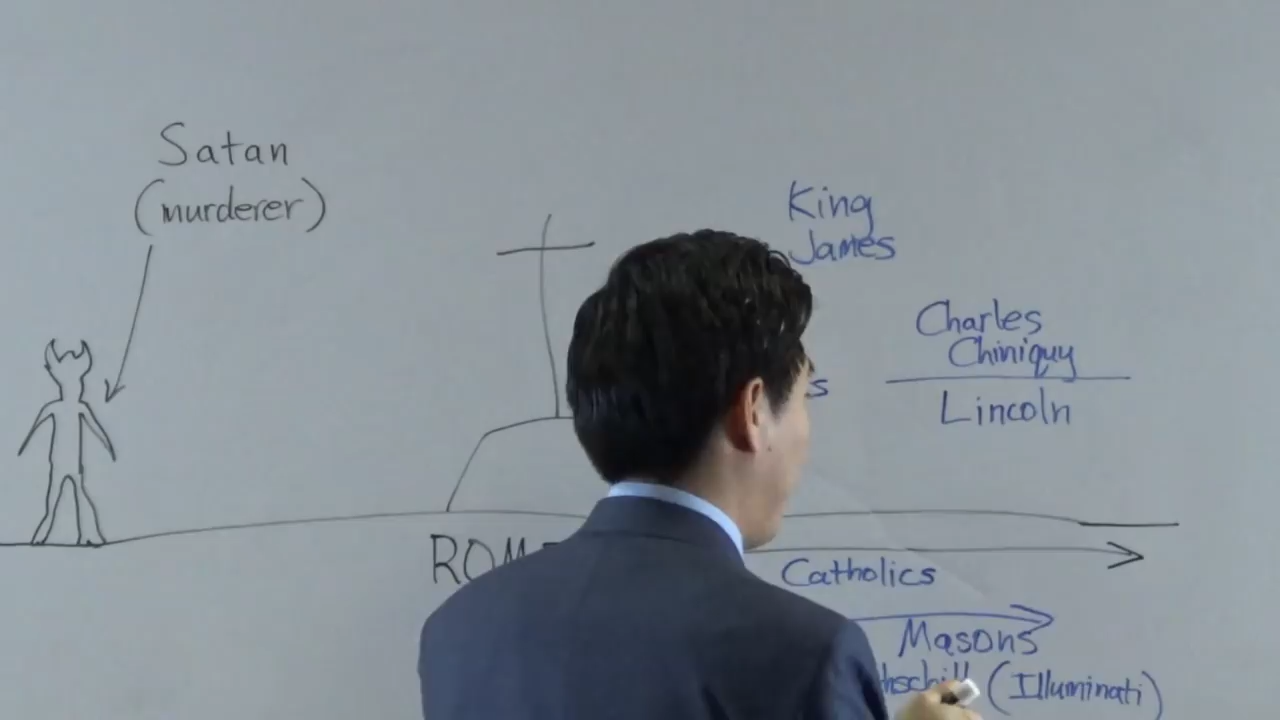 Satan
(murderer)
King
James
Charles
Chiniquy
Lincoln
Catholics
Masons
(Illuminati)